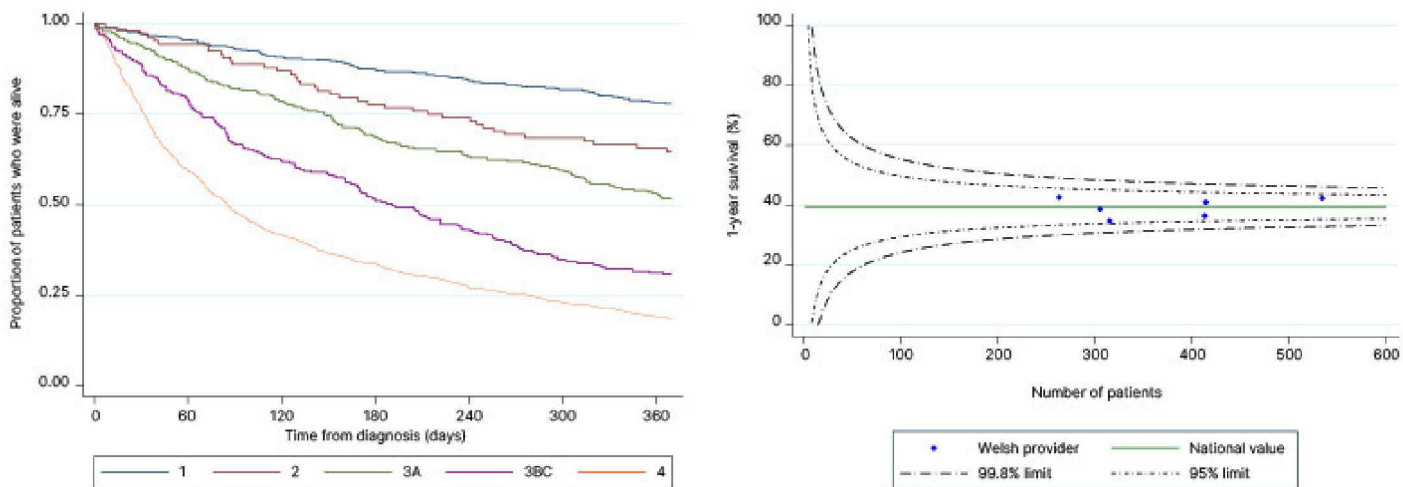 Proportion of patients who were alive
1.00
0.75
0.50
0.25
0.00
0 60 120 180 240 300 360
Time from diagnosis (days)
1 2 3A 3BC 4
1-year survival (%)
100
80
60
40
20
0
0 100 200 300 400 500 600
Number of patients
Welsh provider National value
99.8% limit 95% limit